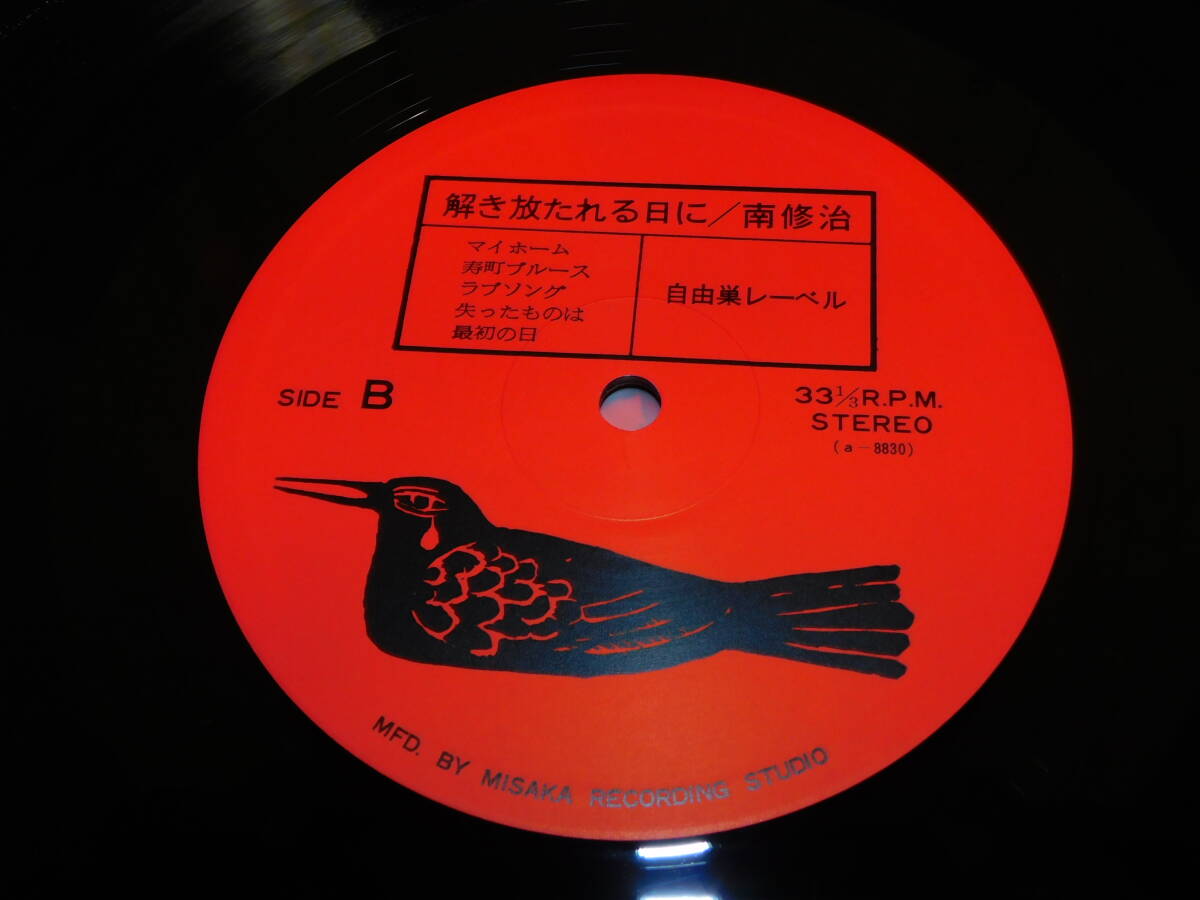 解き放たれる日に／南修治
マイホーム
寿町ブルース
ラブソング
失ったものは
最初の日
自由巣レーベル
SIDE B
33⅓R.P.M.
STEREO
(a-8830)
MFD. BY MISAKA RECORDING STUDIO